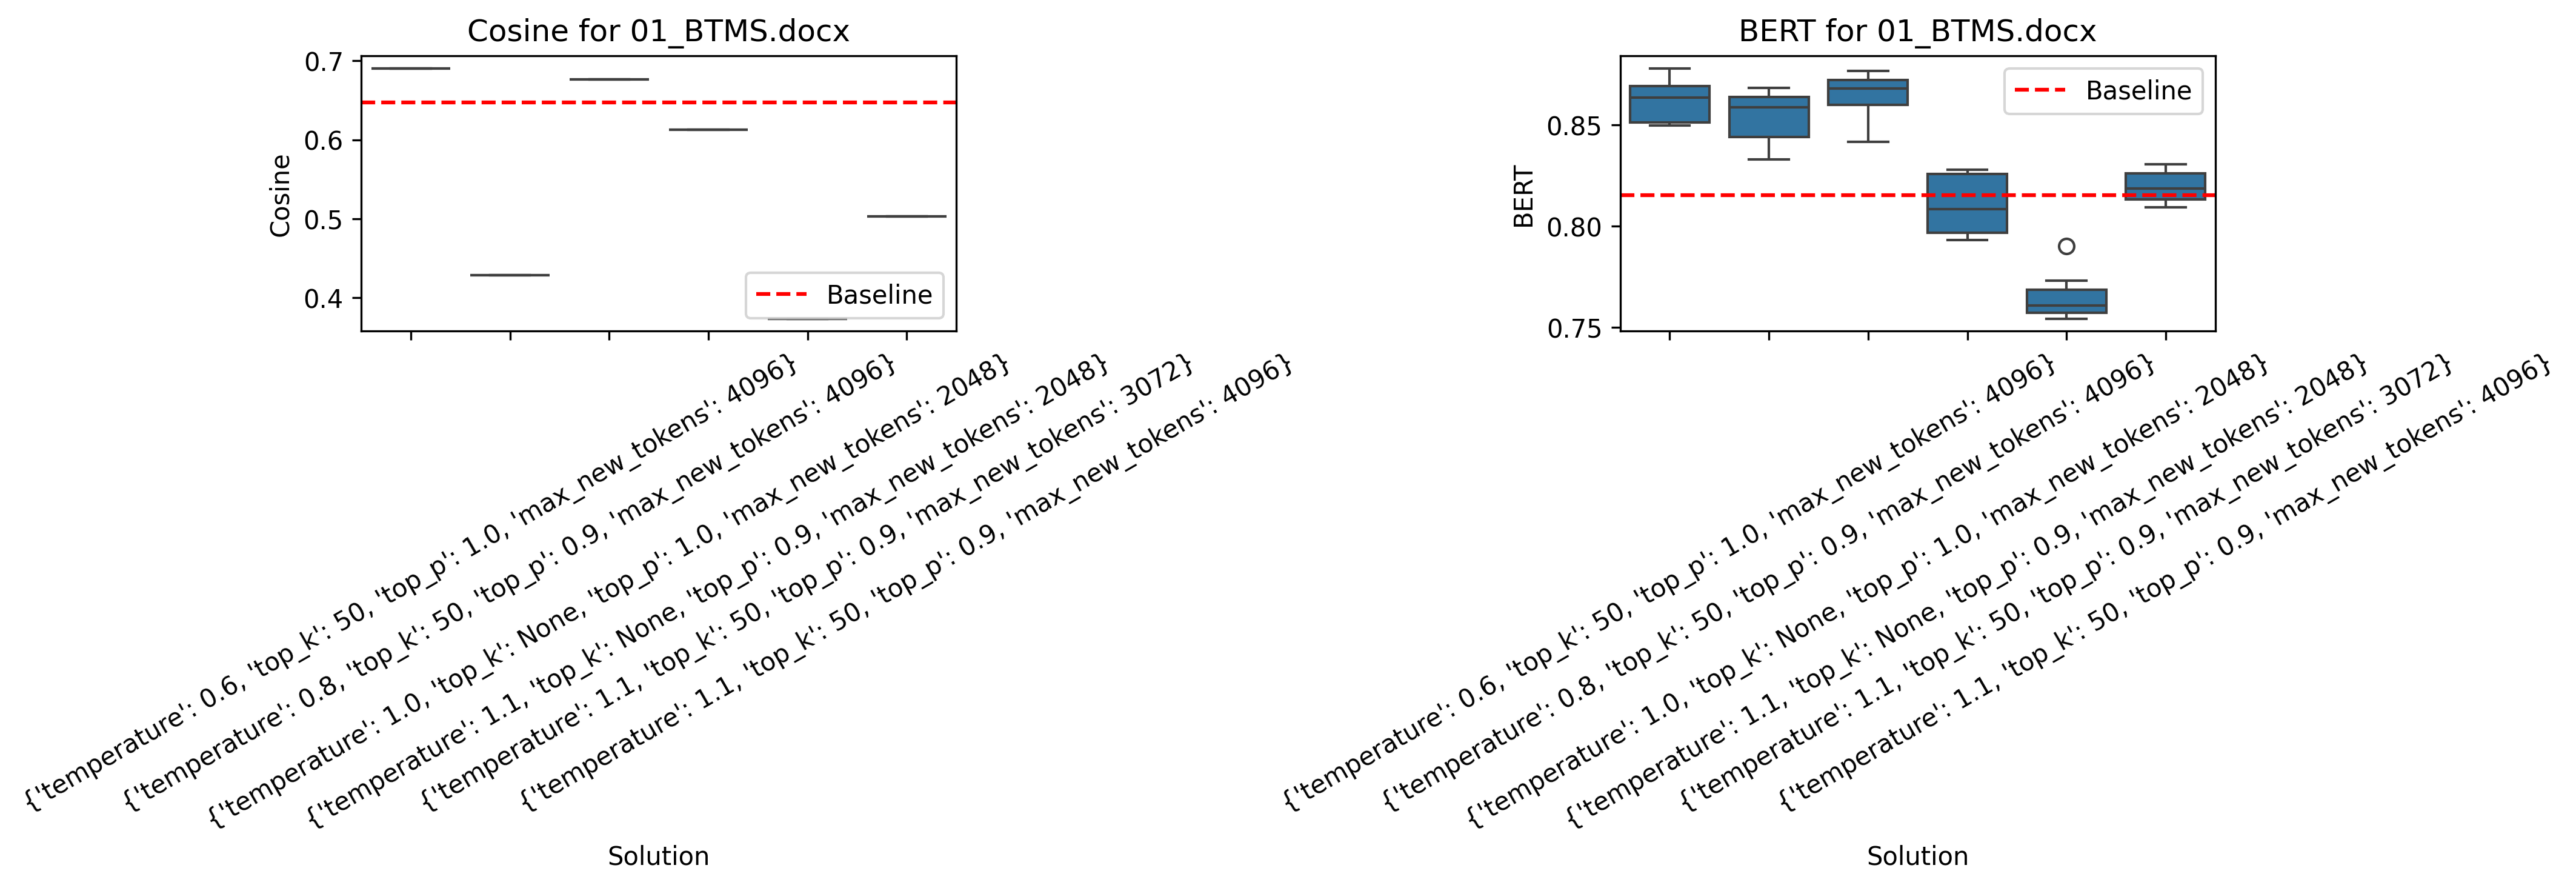 Cosine for 01_BTMS.docx
0.7
0.6
0.5
0.4
Cosine
Baseline
{'temperature': 0.6, 'top_k': 50, 'top_p': 1.0, 'max_new_tokens': 4096}
{'temperature': 0.8, 'top_k': 50, 'top_p': 0.9, 'max_new_tokens': 4096}
{'temperature': 1.0, 'top_k': None, 'top_p': 1.0, 'max_new_tokens': 2048}
{'temperature': 1.1, 'top_k': None, 'top_p': 0.9, 'max_new_tokens': 2048}
{'temperature': 1.1, 'top_k': 50, 'top_p': 0.9, 'max_new_tokens': 3072}
{'temperature': 1.1, 'top_k': 50, 'top_p': 0.9, 'max_new_tokens': 4096}
Solution
BERT for 01_BTMS.docx
0.85
0.80
0.75
BERT
Baseline
{'temperature': 0.6, 'top_k': 50, 'top_p': 1.0, 'max_new_tokens': 4096}
{'temperature': 0.8, 'top_k': 50, 'top_p': 0.9, 'max_new_tokens': 4096}
{'temperature': 1.0, 'top_k': None, 'top_p': 1.0, 'max_new_tokens': 2048}
{'temperature': 1.1, 'top_k': None, 'top_p': 0.9, 'max_new_tokens': 2048}
{'temperature': 1.1, 'top_k': 50, 'top_p': 0.9, 'max_new_tokens': 3072}
{'temperature': 1.1, 'top_k': 50, 'top_p': 0.9, 'max_new_tokens': 4096}
Solution